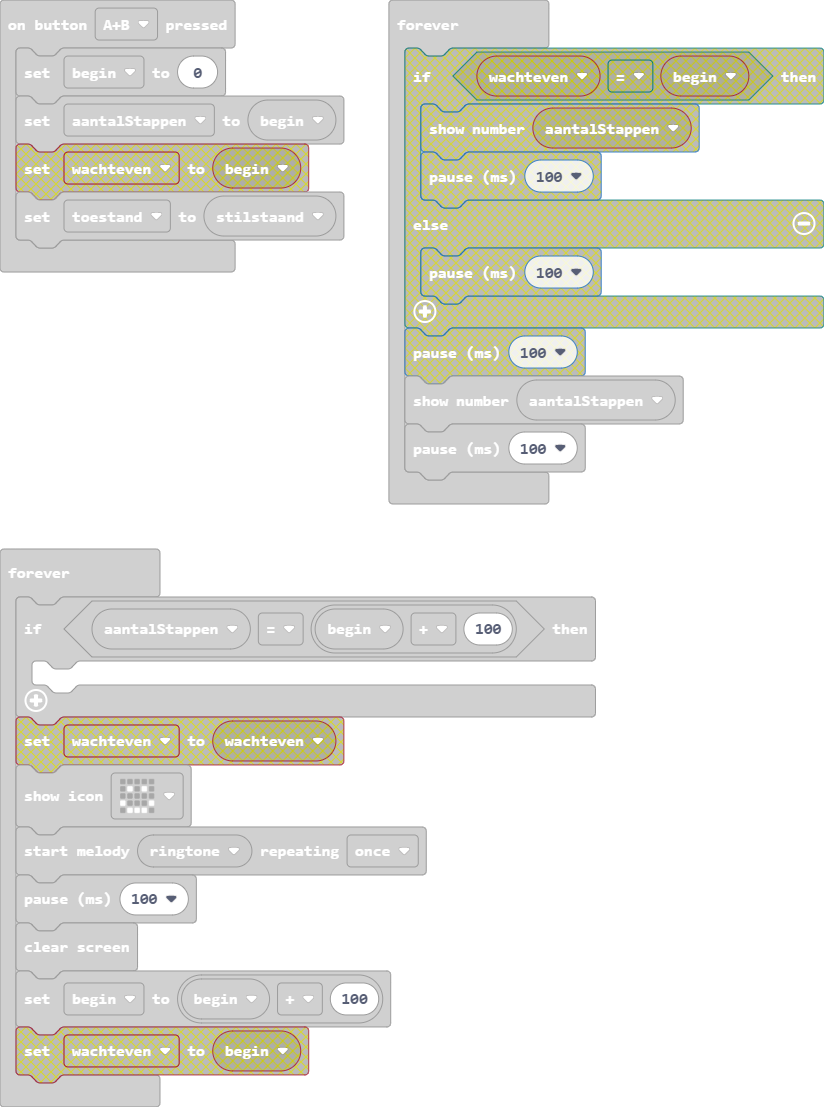 on button A+B pressed
set begin to 0
set aantalStappen to begin
set wachteven to begin
set toestand to stilstaand
forever
if wachteven = begin then
show number aantalStappen
pause (ms) 100
else
pause (ms) 100
pause (ms) 100
show number aantalStappen
pause (ms) 100
forever
if aantalStappen = begin + 100 then
set wachteven to wachteven
show icon
start melody ringtone repeating once
pause (ms) 100
clear screen
set begin to begin + 100
set wachteven to begin